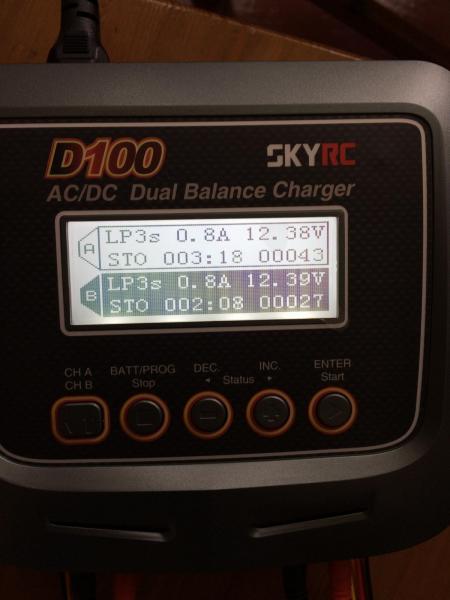 D100
SKYRC
AC/DC Dual Balance Charger
A
LP3s 0.8A 12.38V
STO 003:18 00043
B
LP3s 0.8A 12.39V
STO 002:08 00027
CH A
CH B
BATT/PROG
Stop
DEC.
INC.
◄ Status ►
ENTER
Start